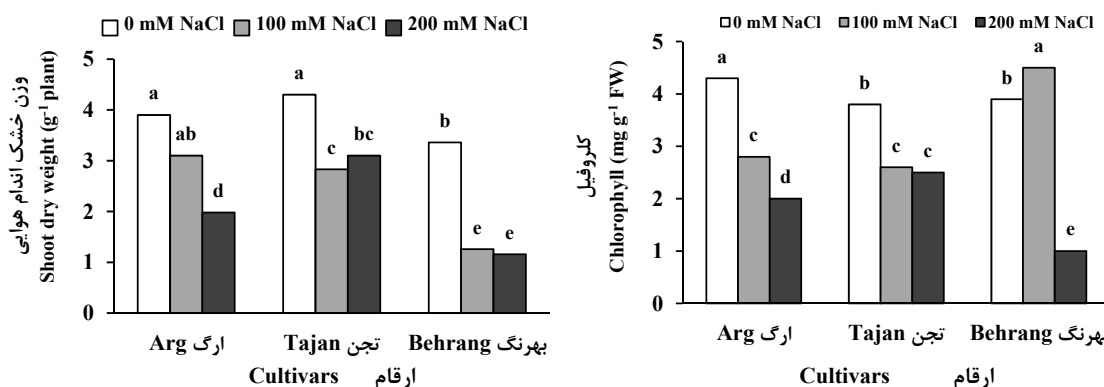 0 mM NaCl 100 mM NaCl 200 mM NaCl
وزن خشک اندام هوایی
Shoot dry weight (g-1 plant)
5
4
3
2
1
0
a
ab
d
a
c
bc
b
e
e
Arg ارگ
Tajan تجن
Behrang بهرنگ
Cultivars ارقام
0 mM NaCl 100 mM NaCl 200 mM NaCl
کلروفیل
Chlorophyll (mg g-1 FW)
5
4
3
2
1
0
a
c
d
b
c
c
b
a
e
Arg ارگ
Tajan تجن
Behrang بهرنگ
Cultivars ارقام